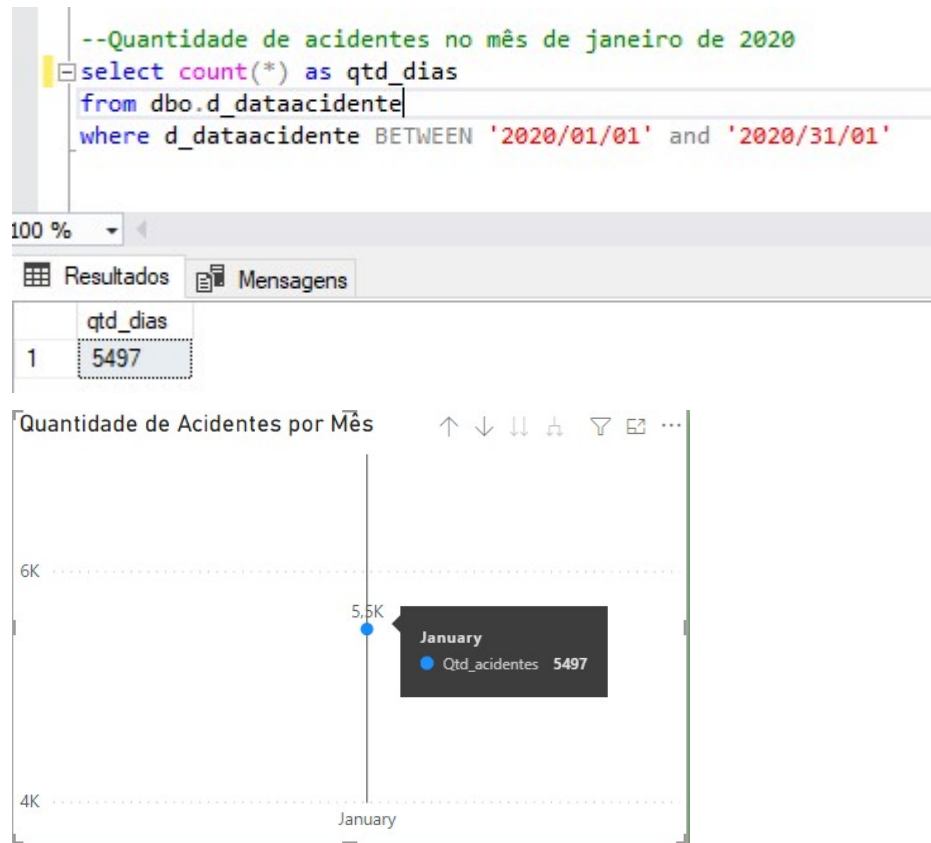 --Quantidade de acidentes no mês de janeiro de 2020
select count(*) as qtd_dias
from dbo.d_dataacidente
where d_dataacidente BETWEEN '2020/01/01' and '2020/31/01'
100 %
Resultados Mensagens
qtd_dias
1 5497
Quantidade de Acidentes por Mês
6K
5,5K
January
Qtd_acidentes 5497
4K
January